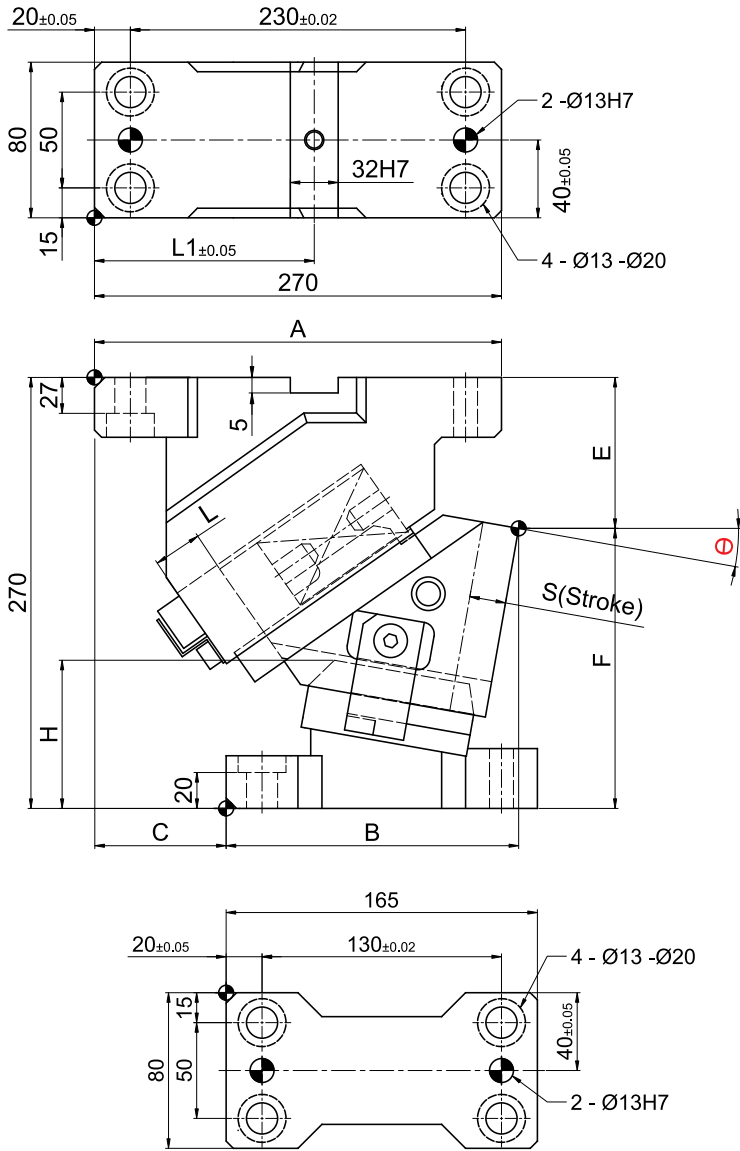 20±0.05
230±0.02
80
50
15
2 -Ø13H7
32H7
40±0.05
L1±0.05
4 - Ø13 -Ø20
270
A
27
5
E
L
Θ
270
S(Stroke)
F
H
20
C
B
165
20±0.05
130±0.02
4 - Ø13 -Ø20
15
40±0.05
80
50
2 - Ø13H7